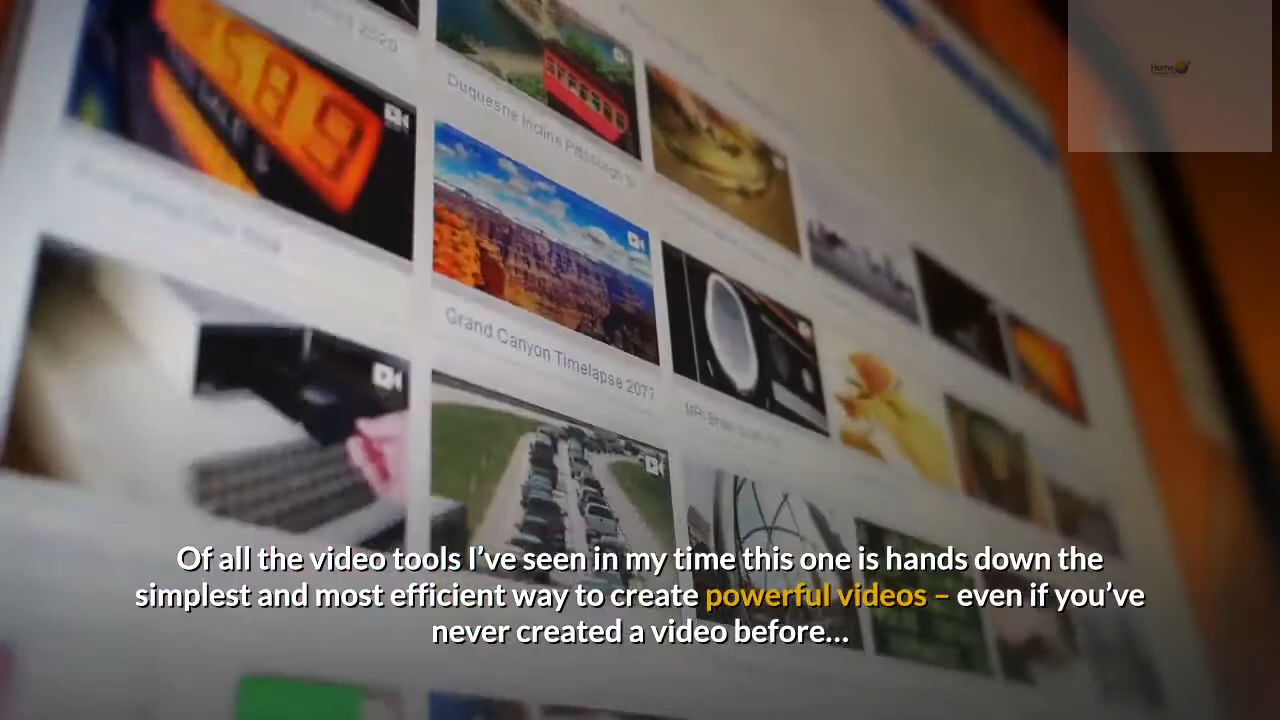 Home
Duquesne Incline Pittsburgh
Grand Canyon Timelapse
Of all the video tools I’ve seen in my time this one is hands down the
simplest and most efficient way to create powerful videos – even if you’ve
never created a video before...